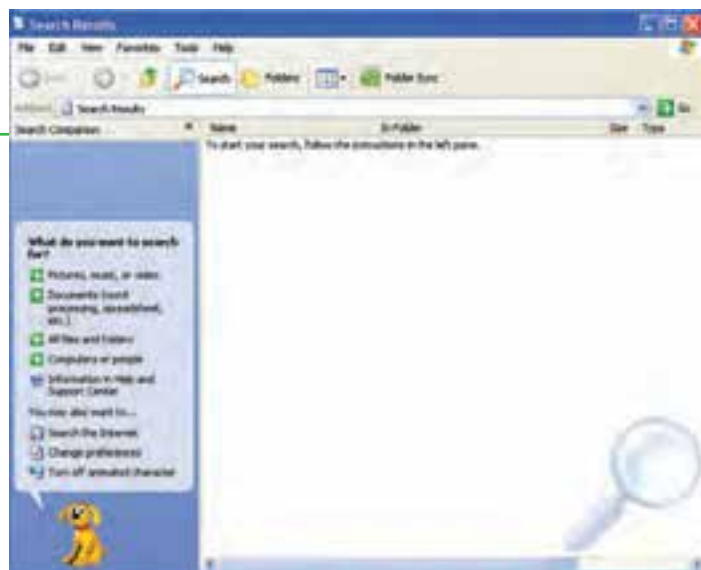 Search Results
File Edit View Favorites Tools Help
Search Folders Folder Sync
Address Search Results Go
Search Companion Name In Folder Size Type
To start your search, follow the instructions in the left pane.
What do you want to search
for?
Pictures, music, or video
Documents (word
processing, spreadsheet,
etc.)
All files and folders
Computers or people
Information in Help and
Support Center
You may also want to...
Search the Internet
Change preferences
Turn off animated character